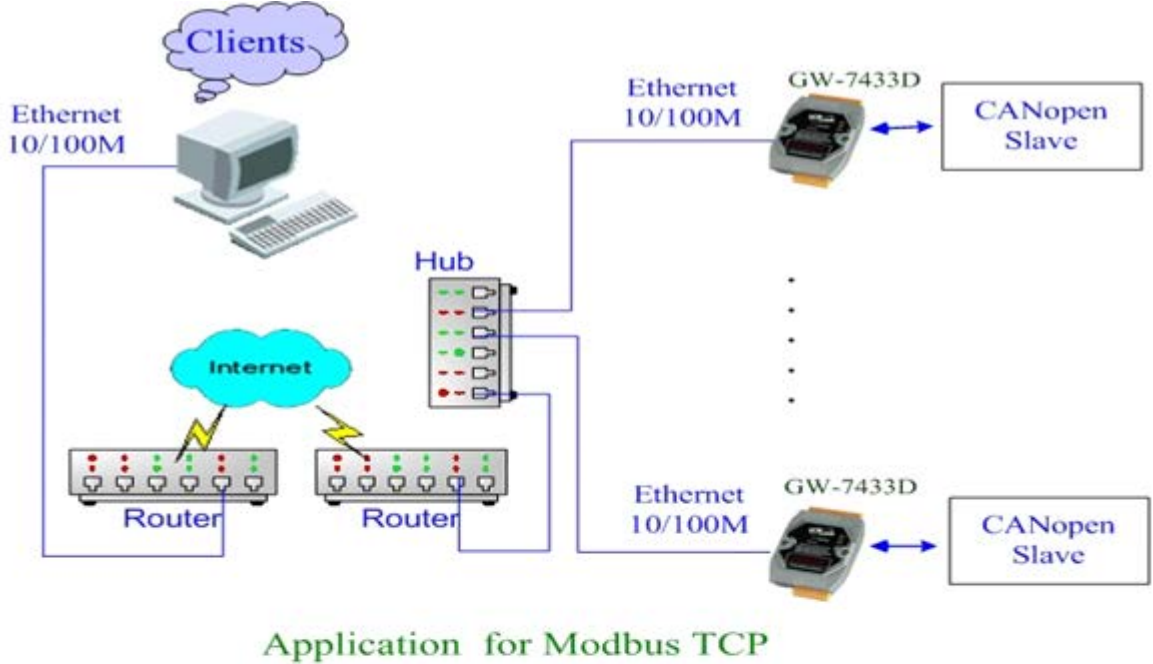 Clients
Ethernet
10/100M
Ethernet
10/100M
GW-7433D
CANopen
Slave
Hub
Internet
Router
Router
Ethernet
10/100M
GW-7433D
CANopen
Slave
Application for Modbus TCP